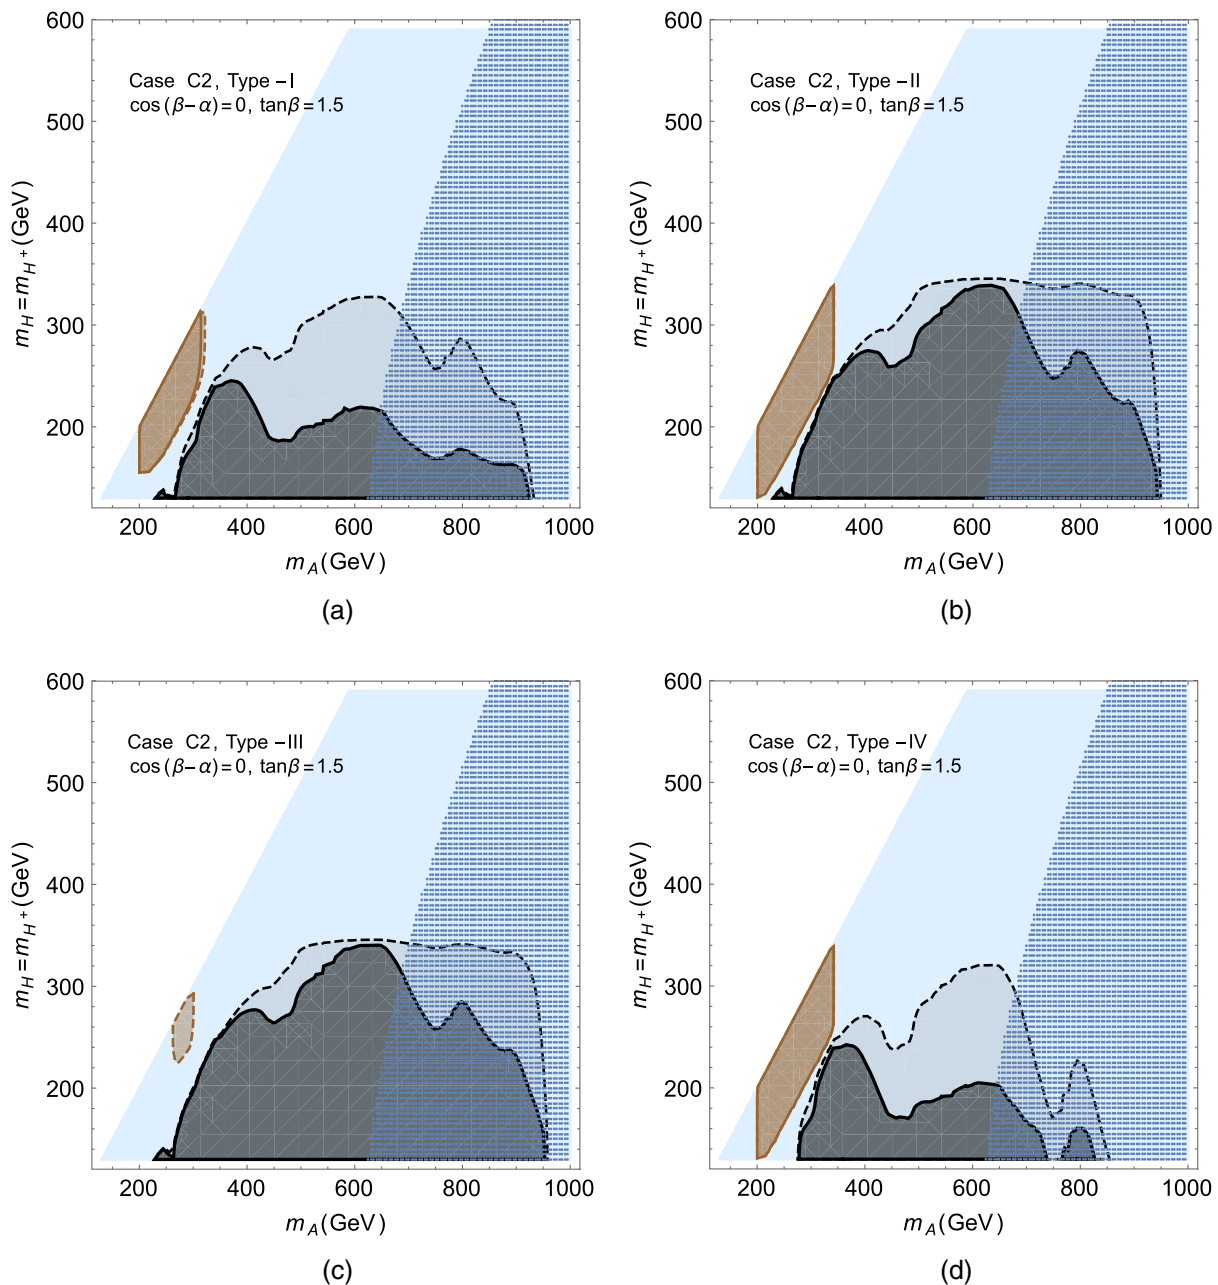 600
500
400
300
200
m_H = m_H+ (GeV)
Case C2, Type -I
cos(β-α)=0, tanβ=1.5
200 400 600 800 1000
m_A (GeV)
(a)
600
500
400
300
200
m_H = m_H+ (GeV)
Case C2, Type -II
cos(β-α)=0, tanβ=1.5
200 400 600 800 1000
m_A (GeV)
(b)
600
500
400
300
200
m_H = m_H+ (GeV)
Case C2, Type -III
cos(β-α)=0, tanβ=1.5
200 400 600 800 1000
m_A (GeV)
(c)
600
500
400
300
200
m_H = m_H+ (GeV)
Case C2, Type -IV
cos(β-α)=0, tanβ=1.5
200 400 600 800 1000
m_A (GeV)
(d)